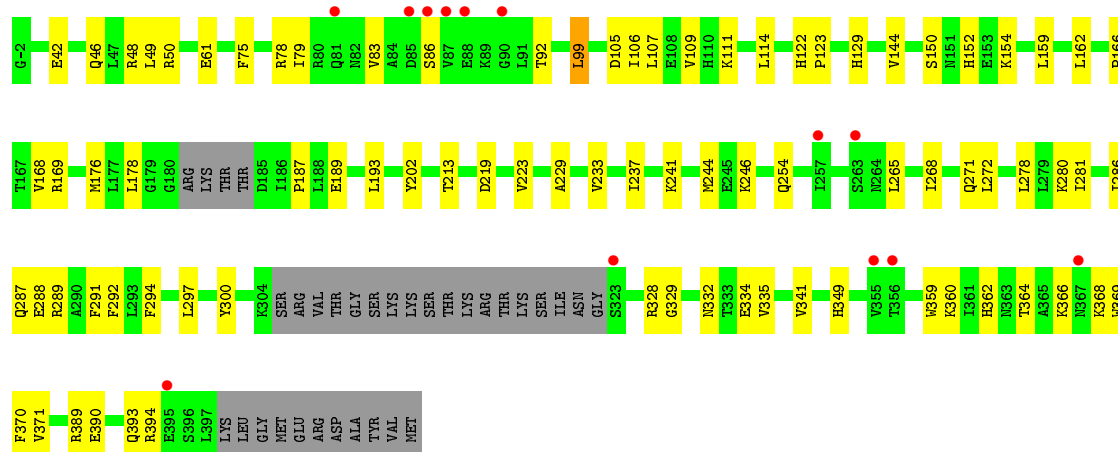 G-2 E42 Q46 L47 R48 L49 R50 E61 F75 R78 I79 R80 Q81 N82 V83 A84 D85 S86 V87 E88 K89 G90 L91 T92 L99 D105 I106 L107 E108 V109 H110 K111 L114 H122 P123 H129 V144 S150 N151 H152 E153 K154 L159 L162 R166
T167 V168 R169 M176 L177 L178 G179 G180 ARG LYS THR THR D185 I186 P187 L188 E189 L193 Y202 T213 D219 V223 A229 V233 I237 K241 M244 E245 K246 Q254 I257 S263 N264 L265 I268 Q271 L272 L278 L279 K280 I281 I286
Q287 E288 R289 A290 F291 F292 L293 F294 L297 Y300 K304 SER ARG VAL THR GLY SER LYS LYS SER THR LYS ARG THR LYS SER ILE ASN GLY S323 R328 G329 N332 T333 E334 V335 V341 H349 V355 T356 W359 K360 I361 H362 N363 T364 A365 K366 N367 K368 W369
F370 V371 R389 E390 Q393 R394 E395 S396 L397 LYS LEU GLY MET GLU ARG ASP ALA TYR VAL MET